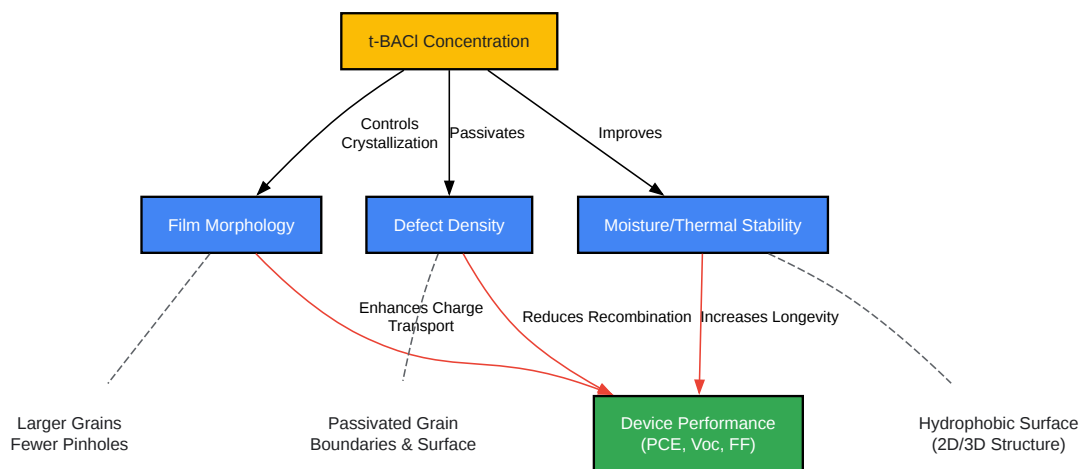 t-BACl Concentration
Controls
Crystallization
Passivates
Improves
Film Morphology
Defect Density
Moisture/Thermal Stability
Enhances Charge
Transport
Reduces Recombination
Increases Longevity
Larger Grains
Fewer Pinholes
Passivated Grain
Boundaries & Surface
Device Performance
(PCE, Voc, FF)
Hydrophobic Surface
(2D/3D Structure)